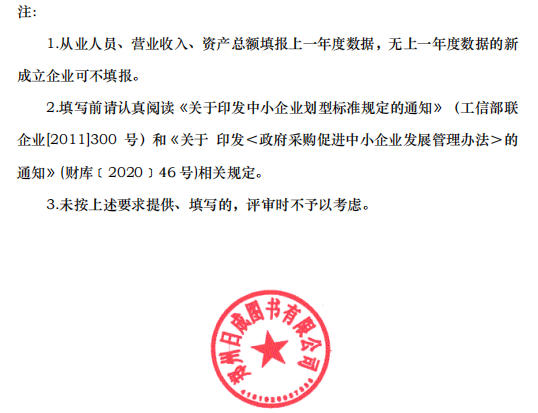 注：
1.从业人员、营业收入、资产总额填报上一年度数据，无上一年度数据的新
成立企业可不填报。
2.填写前请认真阅读《关于印发中小企业划型标准规定的通知》（工信部联
企业[2011]300 号）和《关于 印发＜政府采购促进中小企业发展管理办法＞的
通知》(财库﹝2020﹞46 号)相关规定。
3.未按上述要求提供、填写的，评审时不予以考虑。
郑州日成图书有限公司